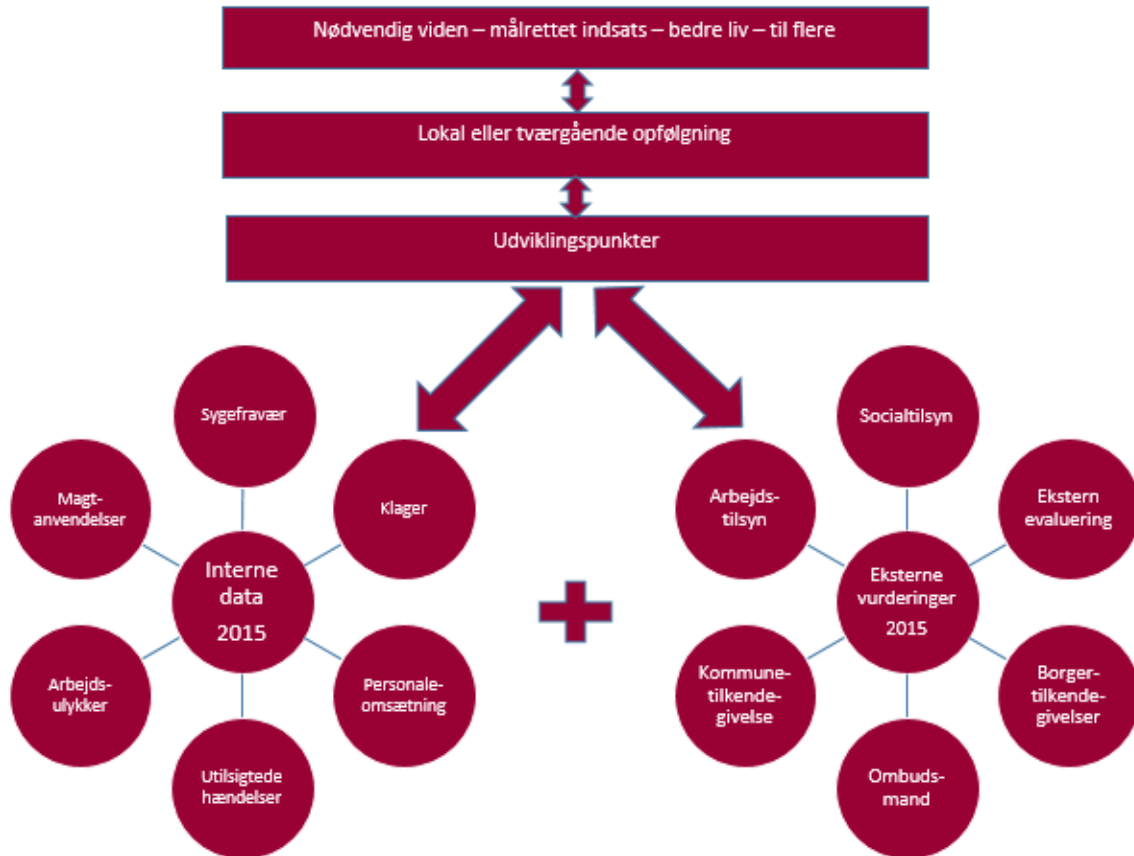 Nødvendig viden – målrettet indsats – bedre liv – til flere
Lokal eller tværgående opfølgning
Udviklingspunkter
Sygefravær
Magt-
anvendelser
Klager
Interne
data
2015
Arbejds-
ulykker
Personale-
omsætning
Utilsigtede
hændelser
Socialtilsyn
Arbejds-
tilsyn
Ekstern
evaluering
Eksterne
vurderinger
2015
Kommune-
tilkende-
givelse
Borger-
tilkende-
givelser
Ombuds-
mand